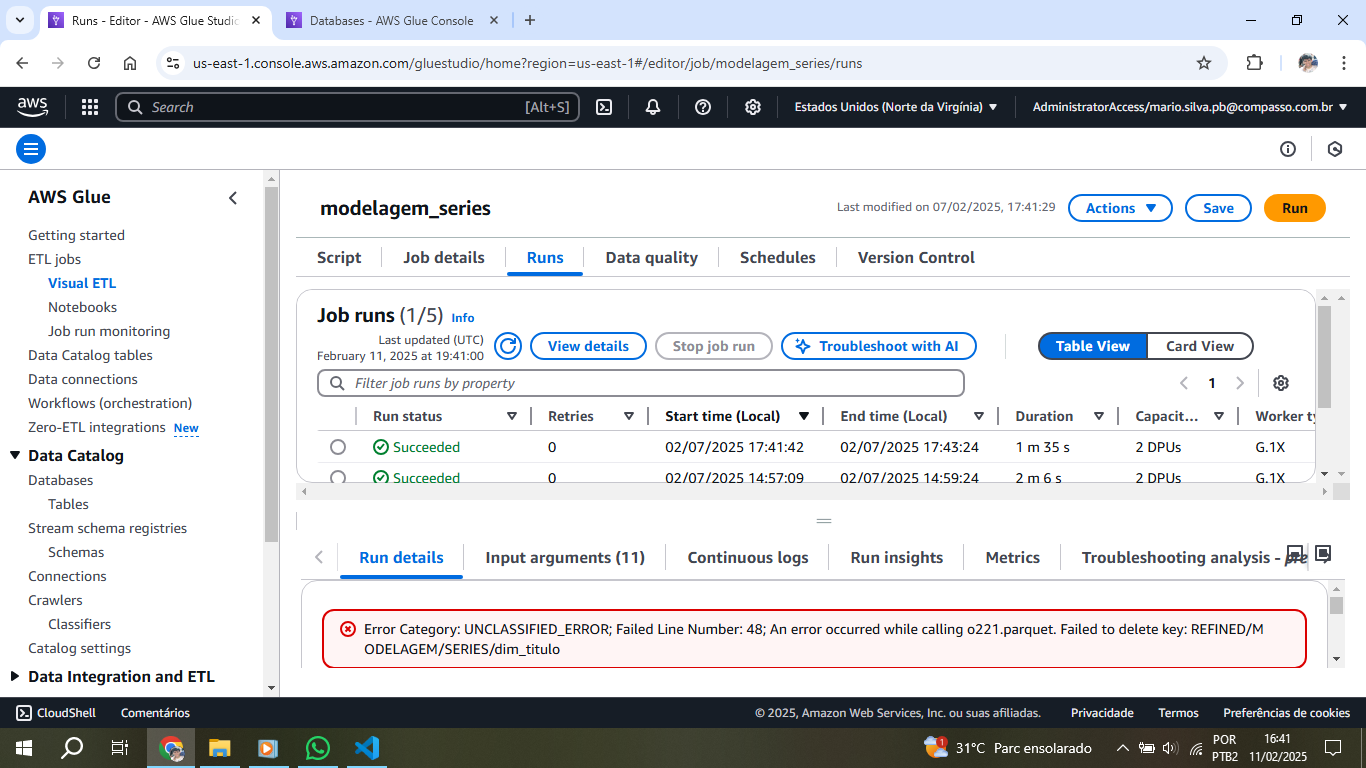 Runs - Editor - AWS Glue Studio
Databases - AWS Glue Console
us-east-1.console.aws.amazon.com/gluestudio/home?region=us-east-1#/editor/job/modelagem_series/runs
aws
Search
[Alt+S]
Estados Unidos (Norte da Virgínia)
AdministratorAccess/mario.silva.pb@compasso.com.br
AWS Glue
Getting started
ETL jobs
Visual ETL
Notebooks
Job run monitoring
Data Catalog tables
Data connections
Workflows (orchestration)
Zero-ETL integrations New
Data Catalog
Databases
Tables
Stream schema registries
Schemas
Connections
Crawlers
Classifiers
Catalog settings
Data Integration and ETL
modelagem_series
Last modified on 07/02/2025, 17:41:29
Actions
Save
Run
Script
Job details
Runs
Data quality
Schedules
Version Control
Job runs (1/5) Info
Last updated (UTC)
February 11, 2025 at 19:41:00
View details
Stop job run
Troubleshoot with AI
Table View
Card View
Filter job runs by property
1
Run status Retries Start time (Local) End time (Local) Duration Capacit... Worker ty
Succeeded 0 02/07/2025 17:41:42 02/07/2025 17:43:24 1 m 35 s 2 DPUs G.1X
Succeeded 0 02/07/2025 14:57:09 02/07/2025 14:59:24 2 m 6 s 2 DPUs G.1X
Run details
Input arguments (11)
Continuous logs
Run insights
Metrics
Troubleshooting analysis - pre
Error Category: UNCLASSIFIED_ERROR; Failed Line Number: 48; An error occurred while calling o221.parquet. Failed to delete key: REFINED/M
ODELAGEM/SERIES/dim_titulo
CloudShell
Comentários
© 2025, Amazon Web Services, Inc. ou suas afiliadas.
Privacidade
Termos
Preferências de cookies
1
31°C Parc ensolarado
POR
PTB2
16:41
11/02/2025